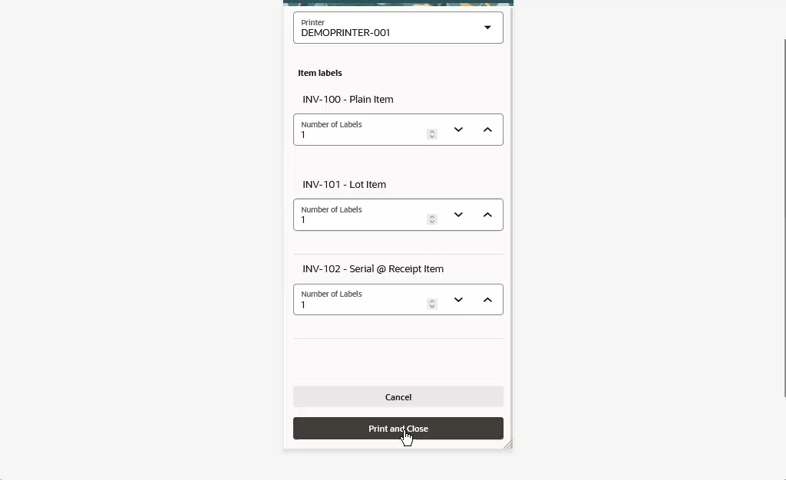 Printer
DEMOPRINTER-001
Item labels
INV-100 - Plain Item
Number of Labels
1
INV-101 - Lot Item
Number of Labels
1
INV-102 - Serial @ Receipt Item
Number of Labels
1
Cancel
Print and Close